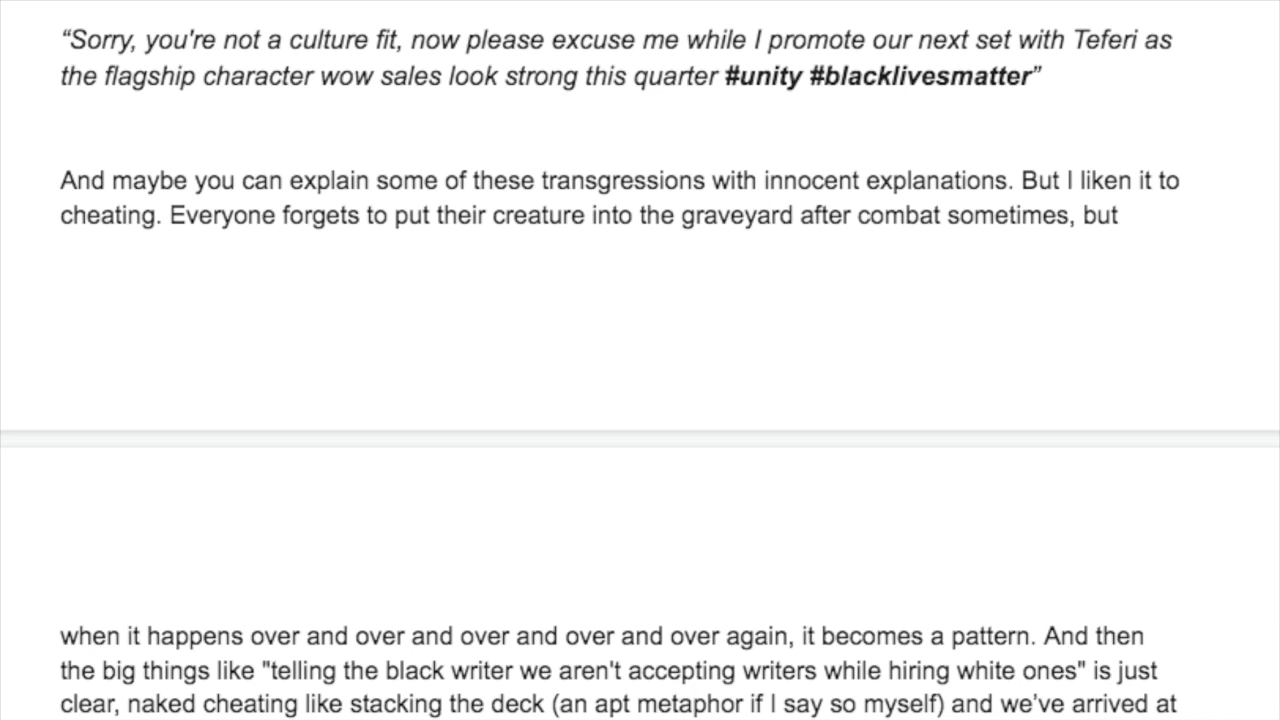 “Sorry, you're not a culture fit, now please excuse me while I promote our next set with Teferi as
the flagship character wow sales look strong this quarter #unity #blacklivesmatter”
And maybe you can explain some of these transgressions with innocent explanations. But I liken it to
cheating. Everyone forgets to put their creature into the graveyard after combat sometimes, but
when it happens over and over and over and over and over again, it becomes a pattern. And then
the big things like "telling the black writer we aren't accepting writers while hiring white ones" is just
clear, naked cheating like stacking the deck (an apt metaphor if I say so myself) and we’ve arrived at